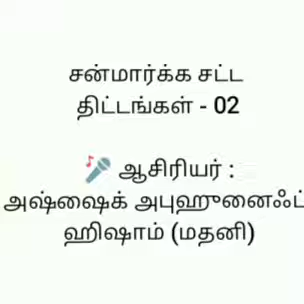 சன்மார்க்க சட்ட
திட்டங்கள் - 02
ஆசிரியர் :
அஷ்ஷைக் அபுஹுனைஃப்
ஹிஷாம் (மதனி)